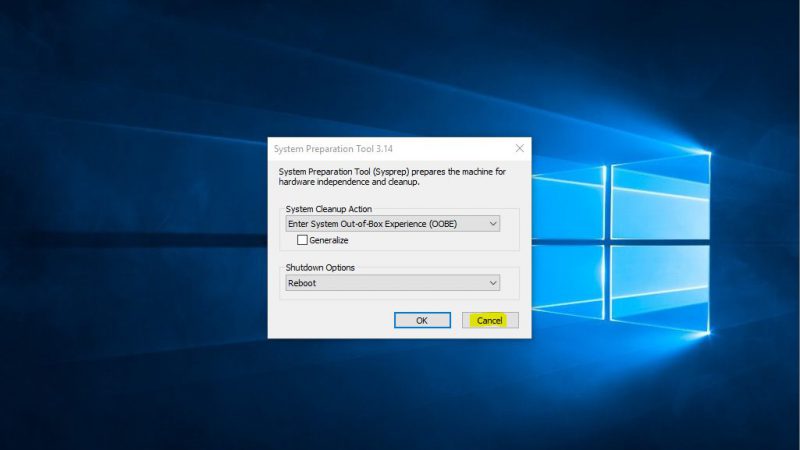 System Preparation Tool 3.14
System Preparation Tool (Sysprep) prepares the machine for
hardware independence and cleanup.
System Cleanup Action
Enter System Out-of-Box Experience (OOBE)
Generalize
Shutdown Options
Reboot
OK
Cancel